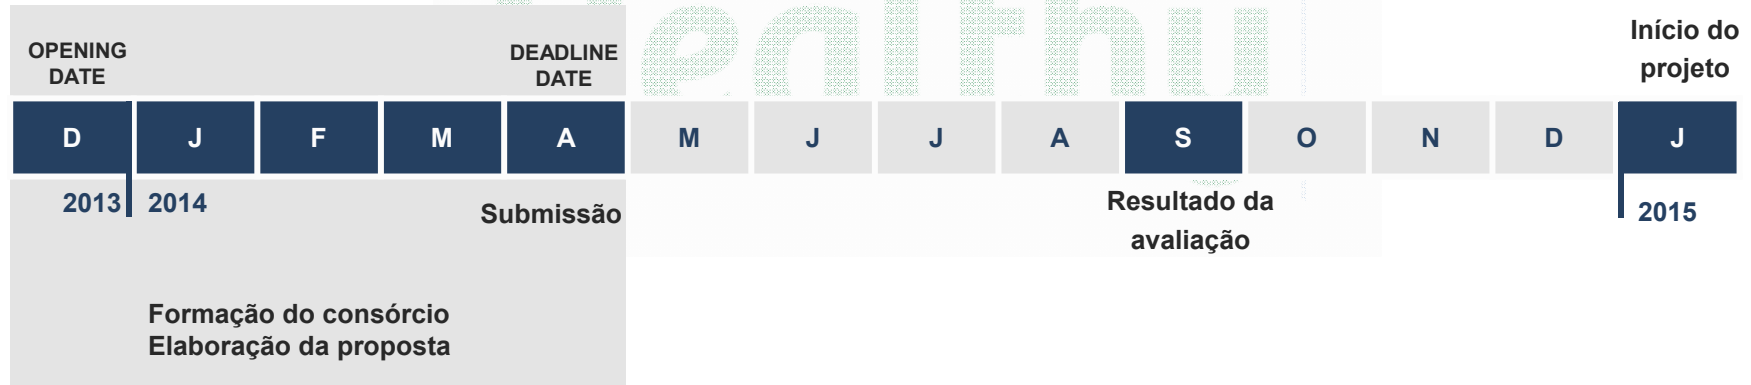 OPENING
DATE
DEADLINE
DATE
Início do
projeto
D J F M A M J J A S O N D J
2013 2014 2015
Submissão
Resultado da
avaliação
Formação do consórcio
Elaboração da proposta